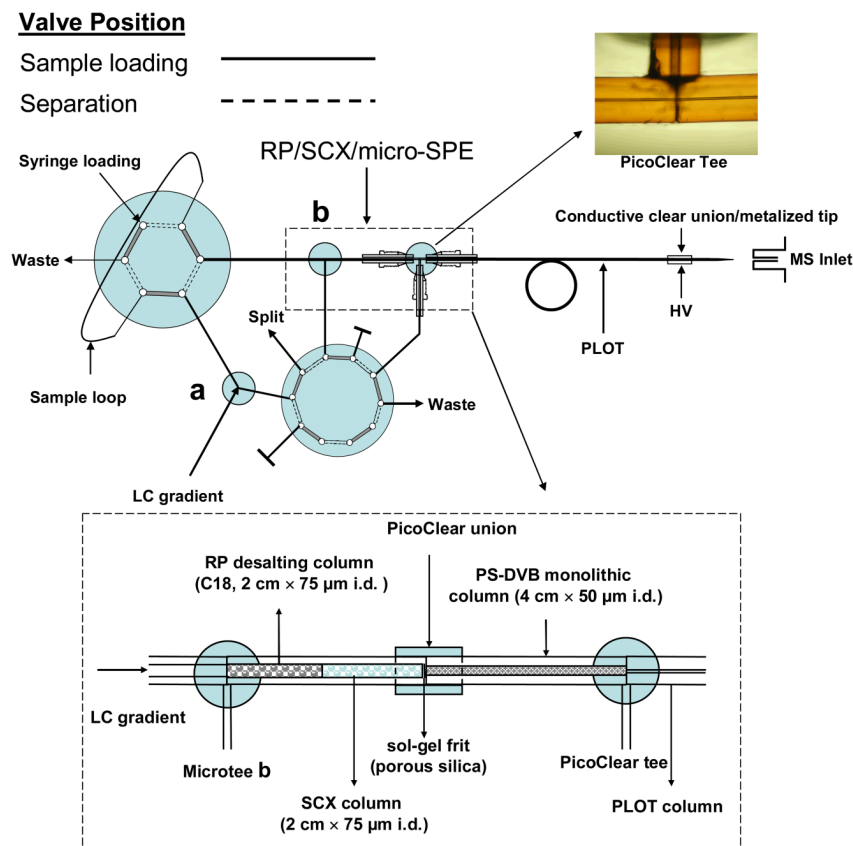 Valve Position
Sample loading
Separation
PicoClear Tee
RP/SCX/micro-SPE
Syringe loading
b
Conductive clear union/metalized tip
Waste
MS Inlet
HV
Split
PLOT
a
Sample loop
Waste
LC gradient
PicoClear union
RP desalting column
(C18, 2 cm × 75 µm i.d. )
PS-DVB monolithic
column (4 cm × 50 µm i.d.)
LC gradient
sol-gel frit
(porous silica)
Microtee b
PicoClear tee
SCX column
(2 cm × 75 µm i.d.)
PLOT column